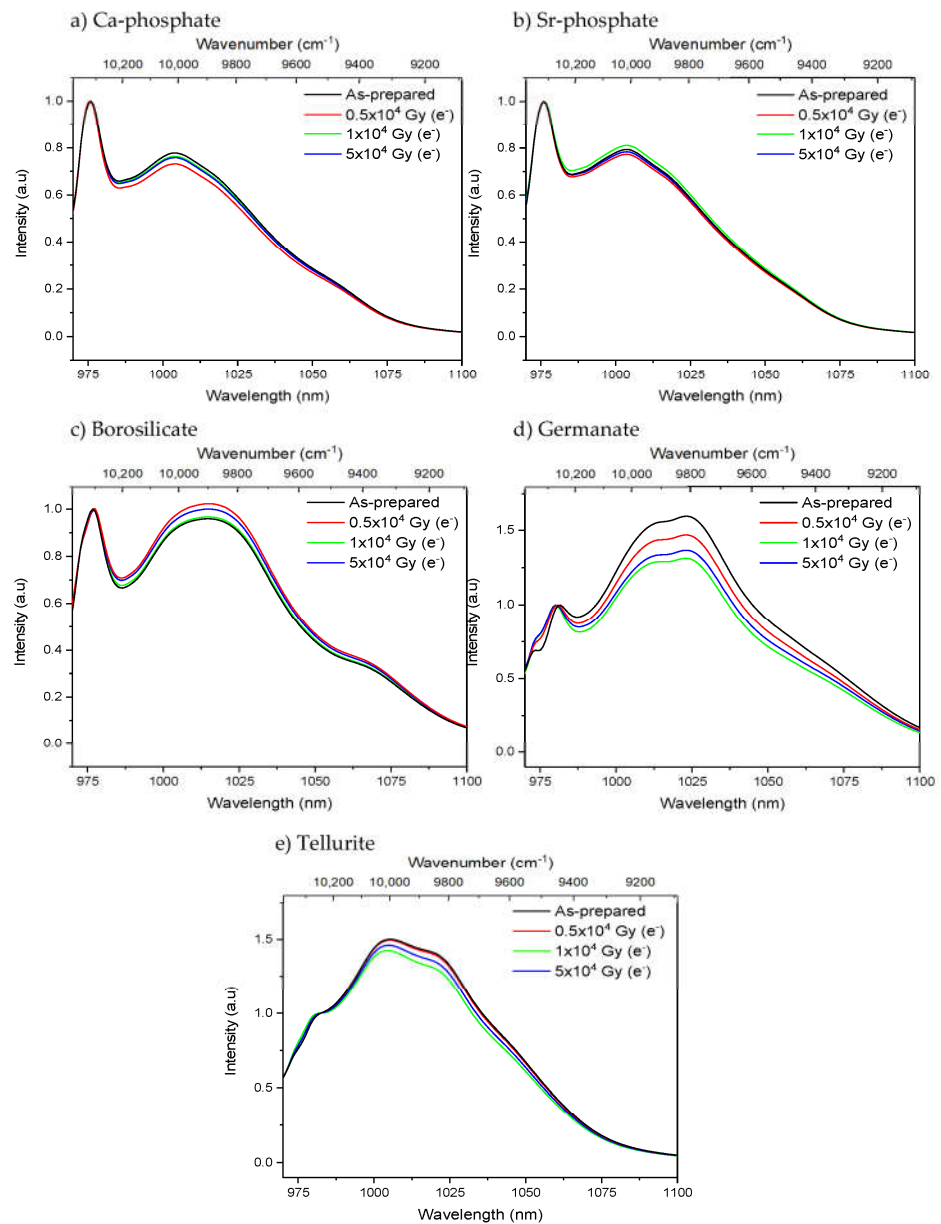 a) Ca-phosphate
Wavenumber (cm⁻¹)
10,200 10,000 9800 9600 9400 9200
As-prepared
0.5x10⁴ Gy (e⁻)
1x10⁴ Gy (e⁻)
5x10⁴ Gy (e⁻)
Intensity (a.u)
1.0
0.8
0.6
0.4
0.2
0.0
975 1000 1025 1050 1075 1100
Wavelength (nm)
b) Sr-phosphate
Wavenumber (cm⁻¹)
10,200 10,000 9800 9600 9400 9200
As-prepared
0.5x10⁴ Gy (e⁻)
1x10⁴ Gy (e⁻)
5x10⁴ Gy (e⁻)
Intensity (a.u)
1.0
0.8
0.6
0.4
0.2
0.0
975 1000 1025 1050 1075 1100
Wavelength (nm)
c) Borosilicate
Wavenumber (cm⁻¹)
10,200 10,000 9800 9600 9400 9200
As-prepared
0.5x10⁴ Gy (e⁻)
1x10⁴ Gy (e⁻)
5x10⁴ Gy (e⁻)
Intensity (a.u)
1.0
0.8
0.6
0.4
0.2
0.0
975 1000 1025 1050 1075 1100
Wavelength (nm)
d) Germanate
Wavenumber (cm⁻¹)
10,200 10,000 9800 9600 9400 9200
As-prepared
0.5x10⁴ Gy (e⁻)
1x10⁴ Gy (e⁻)
5x10⁴ Gy (e⁻)
Intensity (a.u)
1.5
1.0
0.5
0.0
975 1000 1025 1050 1075 1100
Wavelength (nm)
e) Tellurite
Wavenumber (cm⁻¹)
10,200 10,000 9800 9600 9400 9200
As-prepared
0.5x10⁴ Gy (e⁻)
1x10⁴ Gy (e⁻)
5x10⁴ Gy (e⁻)
Intensity (a.u)
1.5
1.0
0.5
0.0
975 1000 1025 1050 1075 1100
Wavelength (nm)